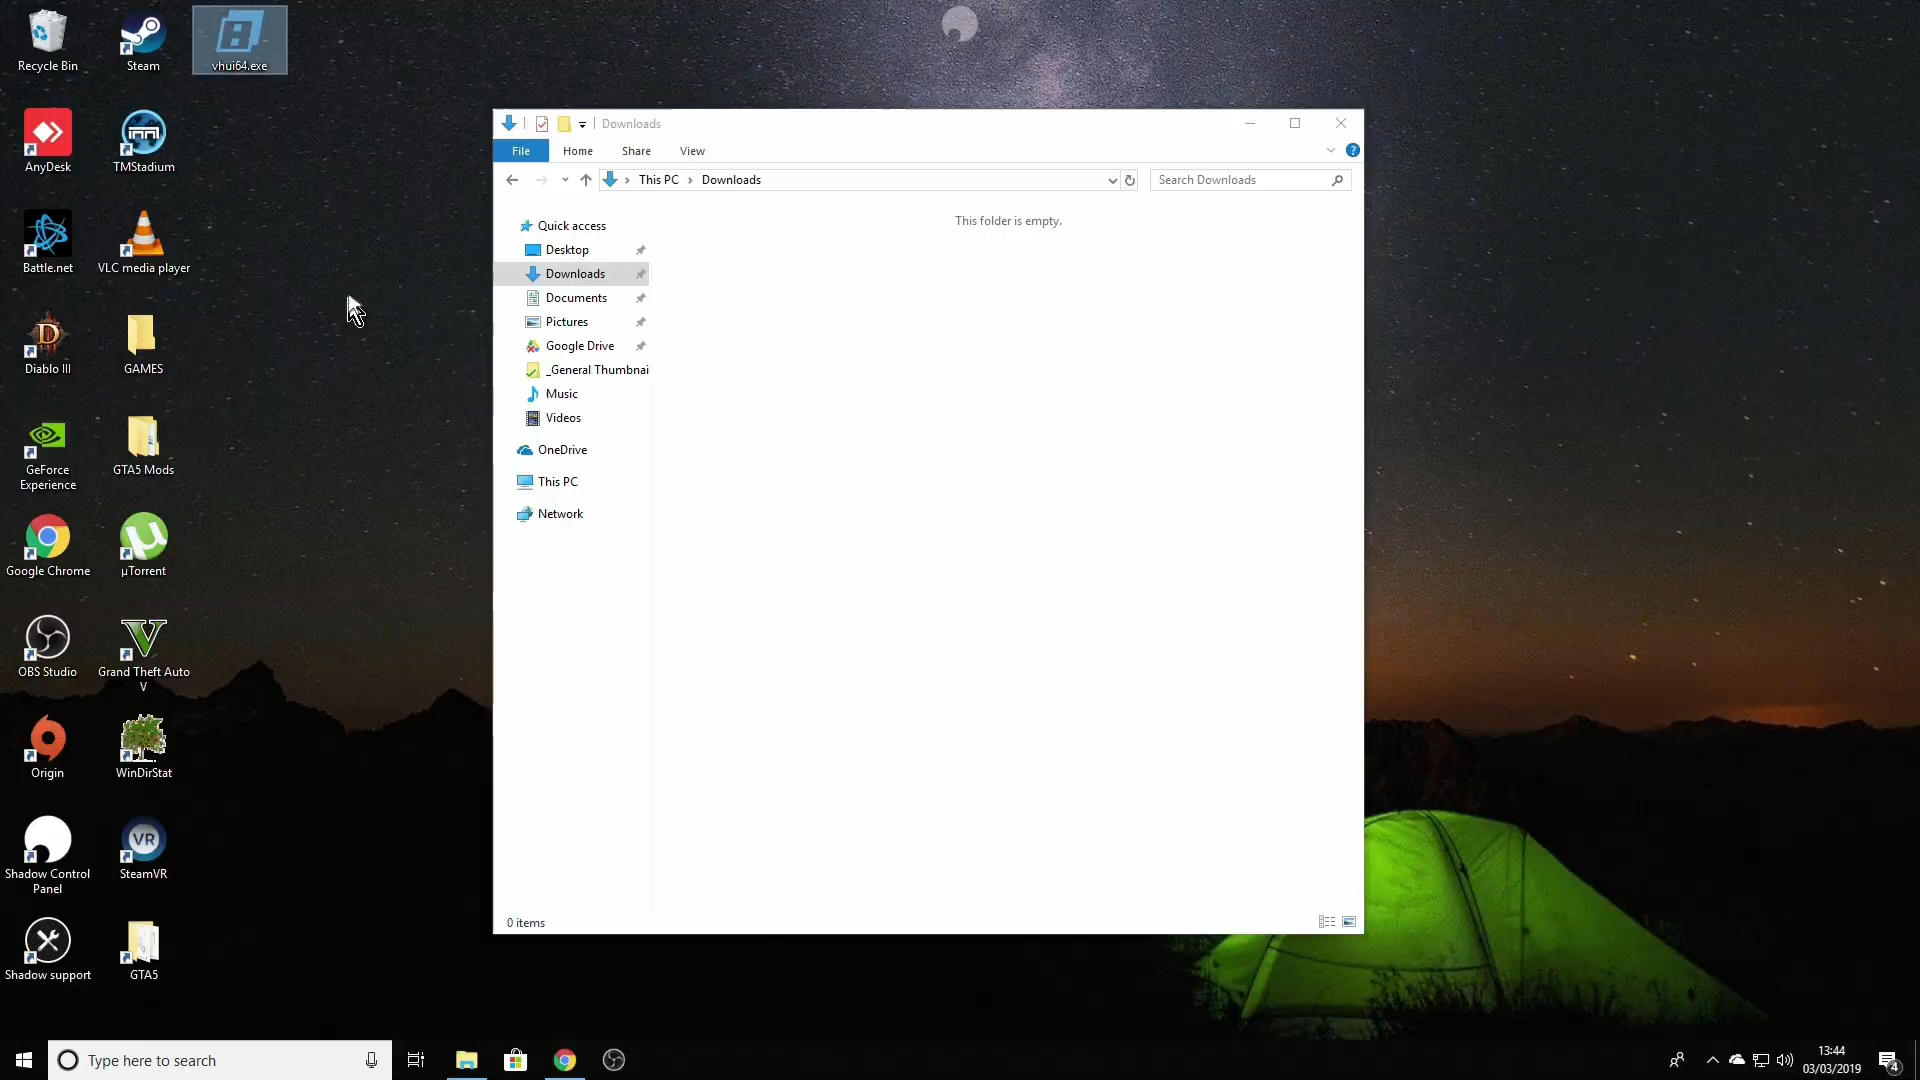 Recycle Bin
Steam
vhui64.exe
AnyDesk
TMStadium
Battle.net
VLC media player
Diablo III
GAMES
GeForce
Experience
GTA5 Mods
Google Chrome
µTorrent
OBS Studio
Grand Theft Auto
V
Origin
WinDirStat
Shadow Control
Panel
VR
SteamVR
Shadow support
GTA5
Downloads
File
Home
Share
View
This PC
Downloads
Search Downloads
Quick access
Desktop
Downloads
Documents
Pictures
Google Drive
_General Thumbnai
Music
Videos
OneDrive
This PC
Network
This folder is empty.
0 items
Type here to search
13:44
03/03/2019
4